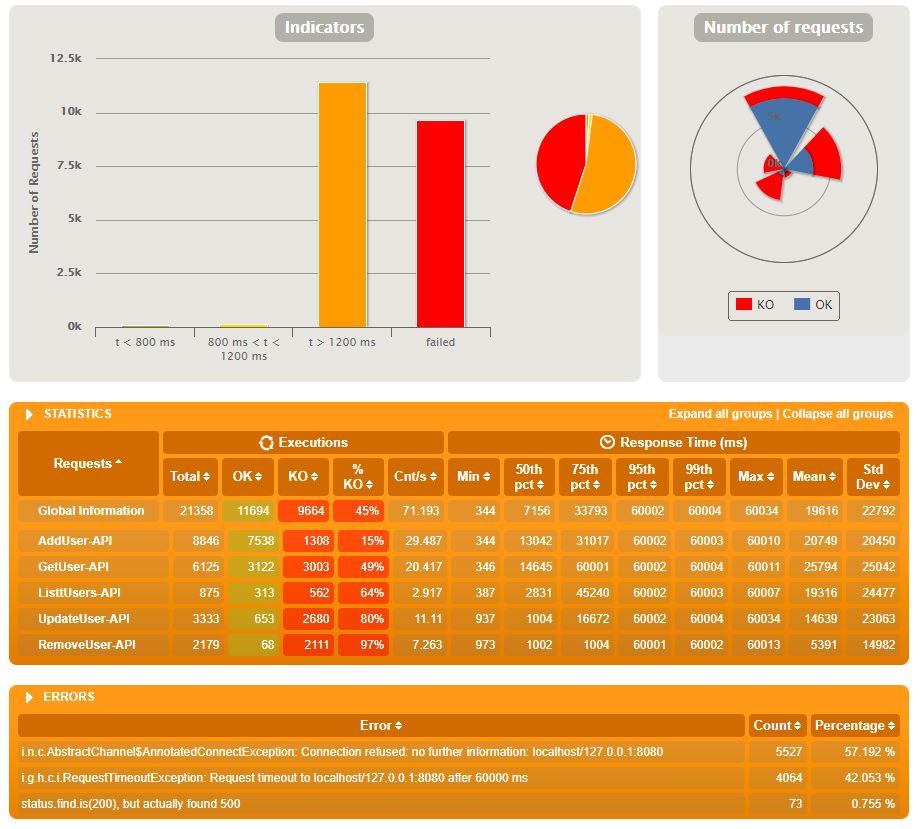 Indicators
Number of Requests
12.5k
10k
7.5k
5k
2.5k
0k
t < 800 ms
800 ms < t < 1200 ms
t > 1200 ms
failed
Number of requests
5k
0k
KO OK
STATISTICS Expand all groups | Collapse all groups
Requests Executions Response Time (ms)
Total OK KO % KO Cnt/s Min 50th pct 75th pct 95th pct 99th pct Max Mean Std Dev
Global Information 21358 11694 9664 45% 71.193 344 7156 33793 60002 60004 60034 19616 22792
AddUser-API 8846 7538 1308 15% 29.487 344 13042 31017 60002 60003 60010 20749 20450
GetUser-API 6125 3122 3003 49% 20.417 346 14645 60001 60002 60004 60011 25794 25042
ListtUsers-API 875 313 562 64% 2.917 387 2831 45240 60002 60003 60007 19316 24477
UpdateUser-API 3333 653 2680 80% 11.11 937 1004 16672 60002 60004 60034 14639 23063
RemoveUser-API 2179 68 2111 97% 7.263 973 1002 1004 60001 60002 60013 5391 14982
ERRORS
Error Count Percentage
i.n.c.AbstractChannel$AnnotatedConnectException: Connection refused: no further information: localhost/127.0.0.1:8080 5527 57.192 %
i.g.h.c.i.RequestTimeoutException: Request timeout to localhost/127.0.0.1:8080 after 60000 ms 4064 42.053 %
status.find.is(200), but actually found 500 73 0.755 %